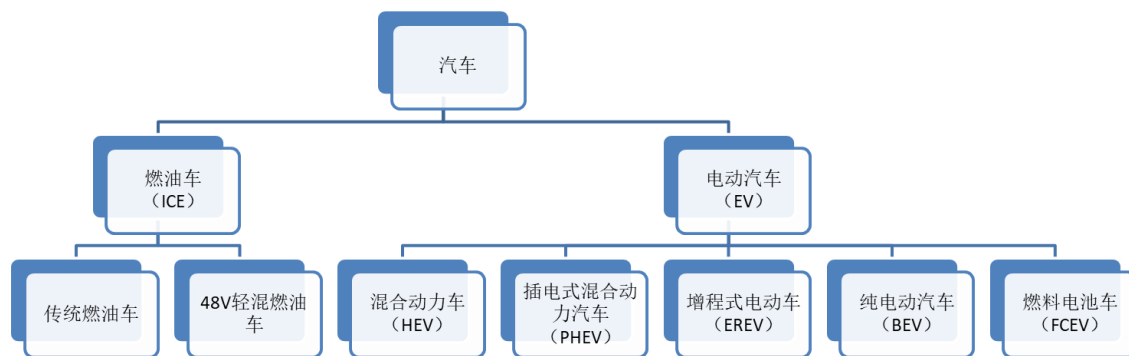 汽车
燃油车
（ICE）
电动汽车
（EV）
传统燃油车
48V轻混燃油
车
混合动力车
（HEV）
插电式混合动
力汽车
（PHEV）
增程式电动车
（EREV）
纯电动汽车
（BEV）
燃料电池车
（FCEV）